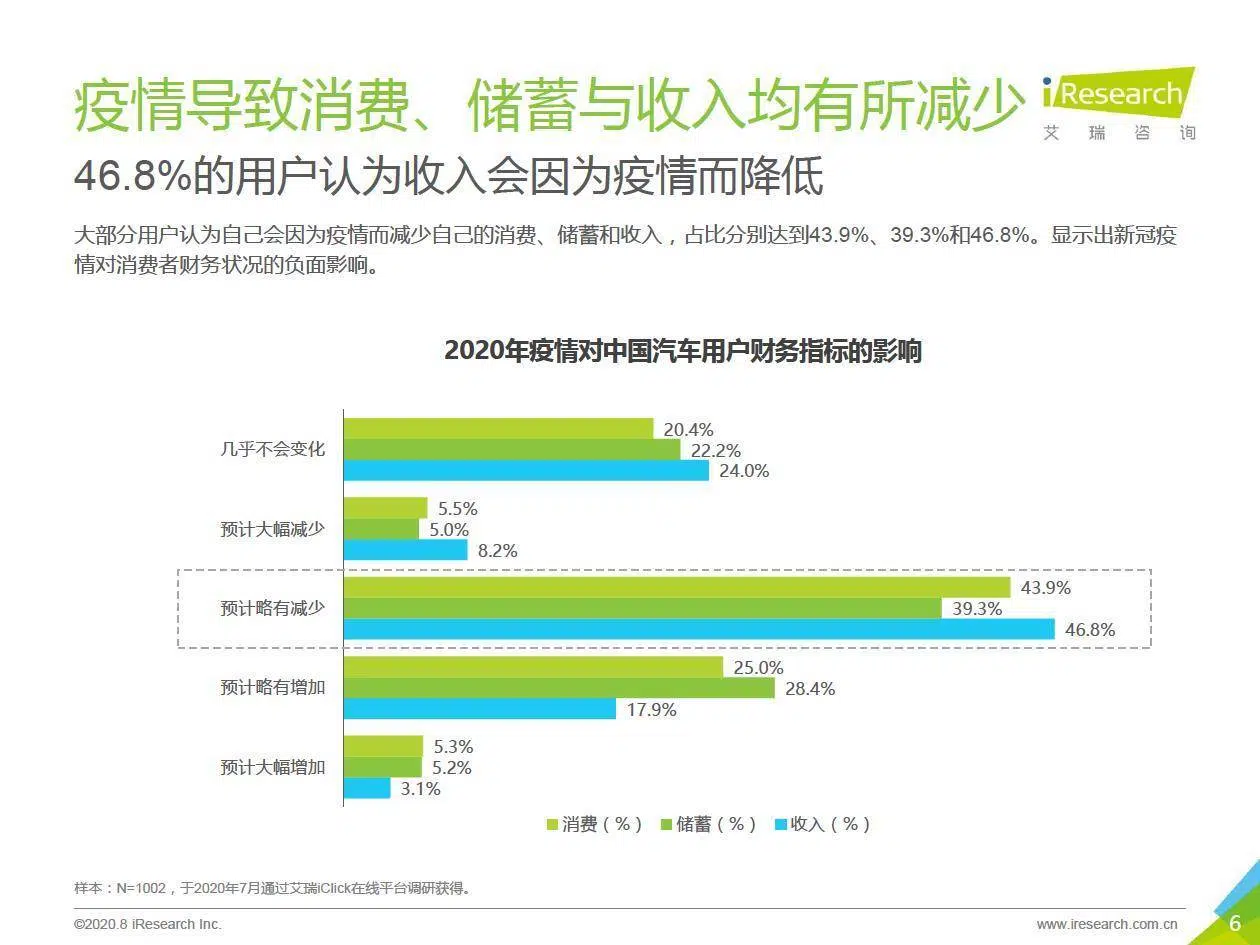 疫情导致消费、储蓄与收入均有所减少
iResearch
艾瑞咨询
46.8%的用户认为收入会因为疫情而降低
大部分用户认为自己会因为疫情而减少自己的消费、储蓄和收入，占比分别达到43.9%、39.3%和46.8%。显示出新冠疫
情对消费者财务状况的负面影响。
2020年疫情对中国汽车用户财务指标的影响
几乎不会变化
20.4%
22.2%
24.0%
预计大幅减少
5.5%
5.0%
8.2%
预计略有减少
43.9%
39.3%
46.8%
预计略有增加
25.0%
28.4%
17.9%
预计大幅增加
5.3%
5.2%
3.1%
消费（%） 储蓄（%） 收入（%）
样本：N=1002，于2020年7月通过艾瑞iClick在线平台调研获得。
©2020.8 iResearch Inc.
www.iresearch.com.cn
6